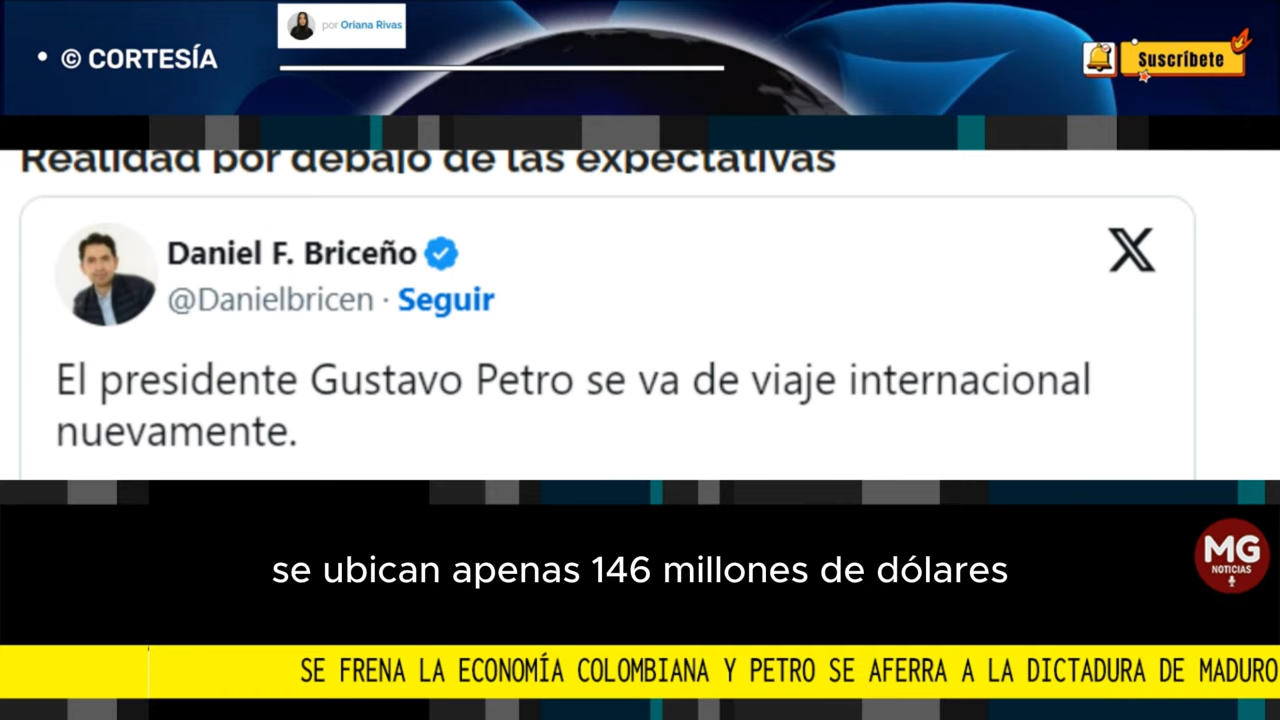 por Oriana Rivas
• © CORTESÍA
Suscríbete
Realidad por debajo de las expectativas
Daniel F. Briceño
@Danielbricen · Seguir
El presidente Gustavo Petro se va de viaje internacional
nuevamente.
se ubican apenas 146 millones de dólares
MG
NOTICIAS
SE FRENA LA ECONOMÍA COLOMBIANA Y PETRO SE AFERRA A LA DICTADURA DE MADURO